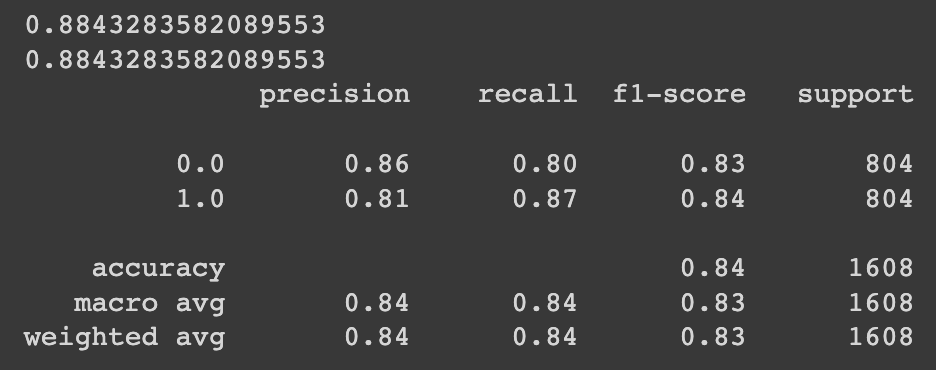 0.8843283582089553
0.8843283582089553
precision recall f1-score support
0.0 0.86 0.80 0.83 804
1.0 0.81 0.87 0.84 804
accuracy 0.84 1608
macro avg 0.84 0.84 0.83 1608
weighted avg 0.84 0.84 0.83 1608